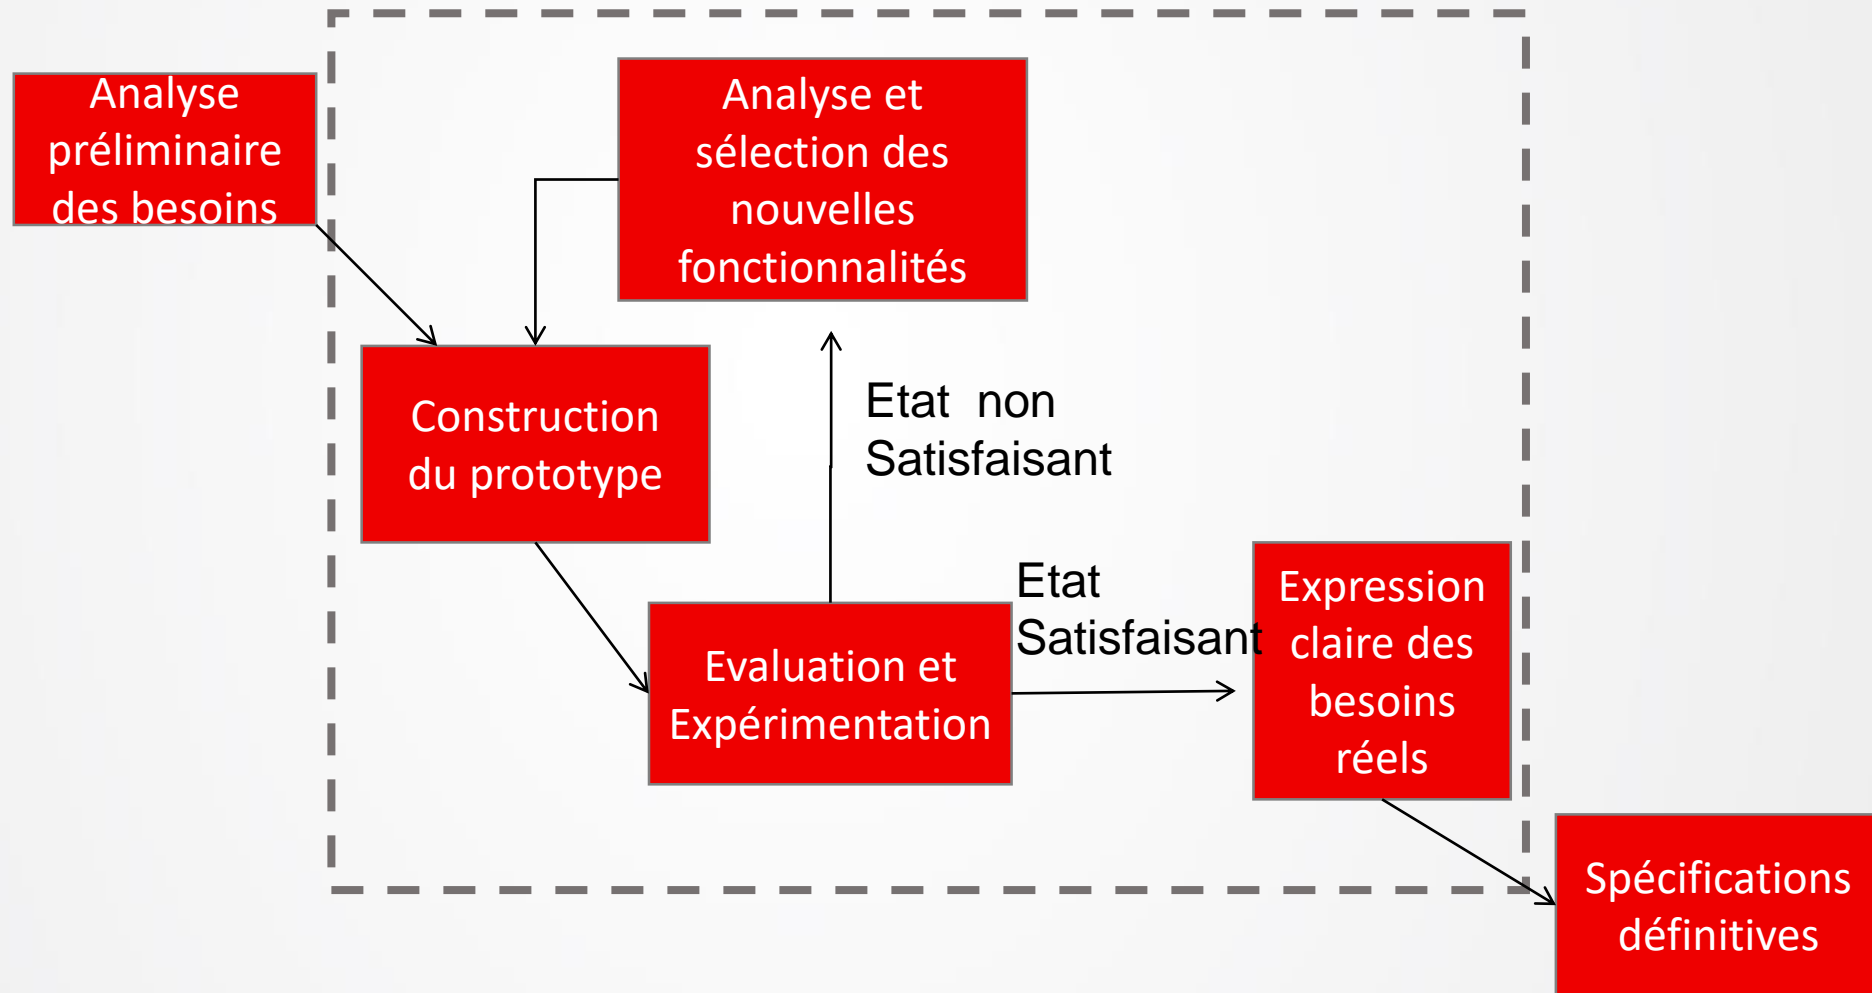 Analyse
préliminaire
des besoins
Analyse et
sélection des
nouvelles
fonctionnalités
Construction
du prototype
Etat non
Satisfaisant
Evaluation et
Expérimentation
Etat
Satisfaisant
Expression
claire des
besoins
réels
Spécifications
définitives